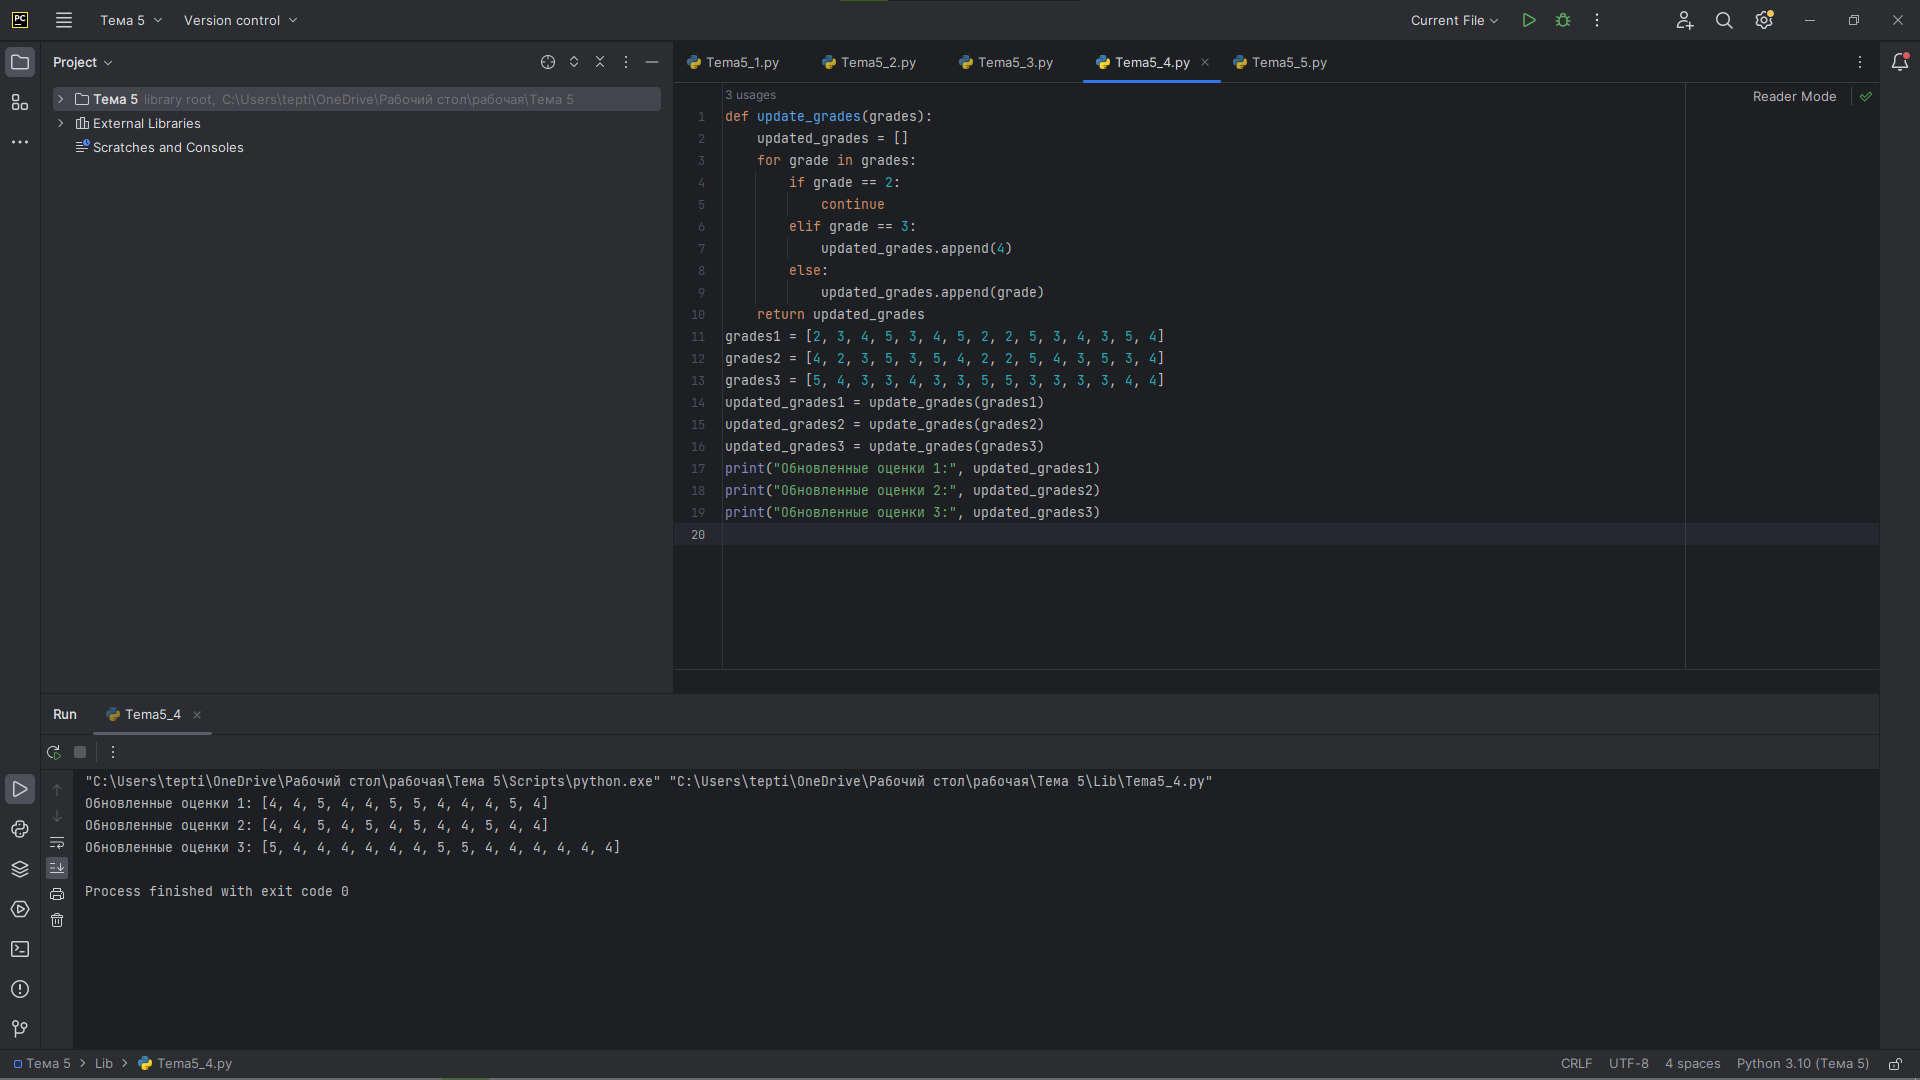 PC Тема 5 Version control Current File
Project
Tema5_1.py Tema5_2.py Tema5_3.py Tema5_4.py Tema5_5.py
Тема 5 library root, C:\Users\tepti\OneDrive\Рабочий стол\рабочая\Тема 5
External Libraries
Scratches and Consoles
3 usages
Reader Mode
1 def update_grades(grades):
2 updated_grades = []
3 for grade in grades:
4 if grade == 2:
5 continue
6 elif grade == 3:
7 updated_grades.append(4)
8 else:
9 updated_grades.append(grade)
10 return updated_grades
11 grades1 = [2, 3, 4, 5, 3, 4, 5, 2, 2, 5, 3, 4, 3, 5, 4]
12 grades2 = [4, 2, 3, 5, 3, 5, 4, 2, 2, 5, 4, 3, 5, 3, 4]
13 grades3 = [5, 4, 3, 3, 4, 3, 3, 5, 5, 3, 3, 3, 3, 4, 4]
14 updated_grades1 = update_grades(grades1)
15 updated_grades2 = update_grades(grades2)
16 updated_grades3 = update_grades(grades3)
17 print("Обновленные оценки 1:", updated_grades1)
18 print("Обновленные оценки 2:", updated_grades2)
19 print("Обновленные оценки 3:", updated_grades3)
20
Run Tema5_4
"C:\Users\tepti\OneDrive\Рабочий стол\рабочая\Тема 5\Scripts\python.exe" "C:\Users\tepti\OneDrive\Рабочий стол\рабочая\Тема 5\Lib\Tema5_4.py"
Обновленные оценки 1: [4, 4, 5, 4, 4, 5, 5, 4, 4, 4, 5, 4]
Обновленные оценки 2: [4, 4, 5, 4, 5, 4, 5, 4, 4, 5, 4, 4]
Обновленные оценки 3: [5, 4, 4, 4, 4, 4, 4, 5, 5, 4, 4, 4, 4, 4, 4]
Process finished with exit code 0
Тема 5 > Lib > Tema5_4.py CRLF UTF-8 4 spaces Python 3.10 (Тема 5)